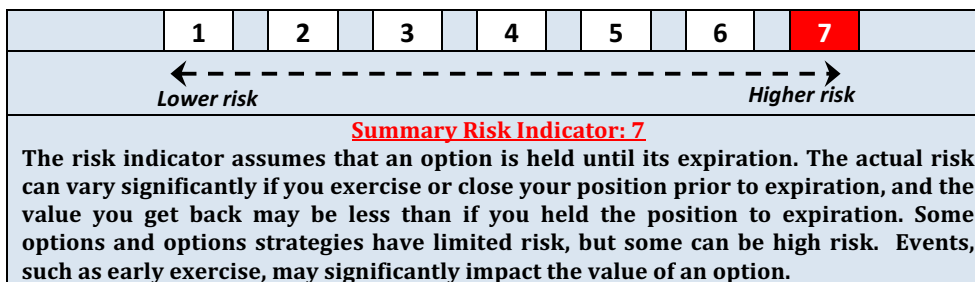 1 2 3 4 5 6 7
Lower risk Higher risk
Summary Risk Indicator: 7
The risk indicator assumes that an option is held until its expiration. The actual risk
can vary significantly if you exercise or close your position prior to expiration, and the
value you get back may be less than if you held the position to expiration. Some
options and options strategies have limited risk, but some can be high risk. Events,
such as early exercise, may significantly impact the value of an option.